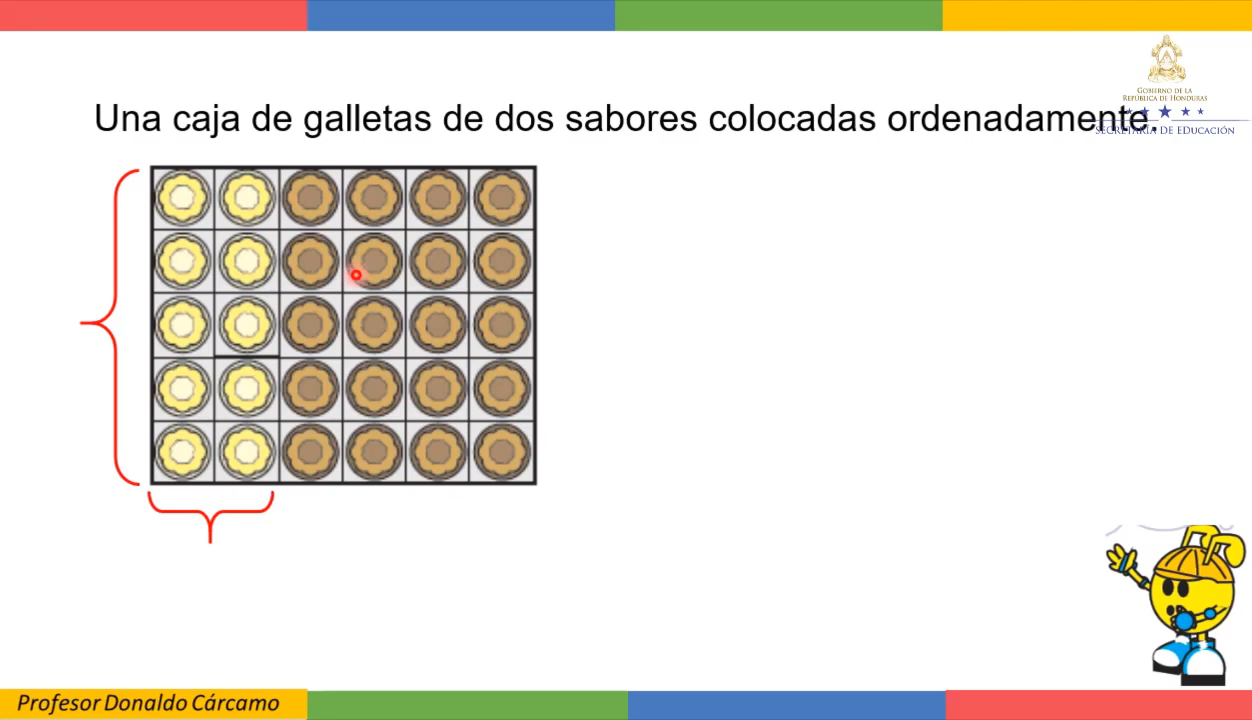 GOBIERNO DE LA
REPÚBLICA DE HONDURAS
Una caja de galletas de dos sabores colocadas ordenadamente.
SECRETARÍA DE EDUCACIÓN
Profesor Donaldo Cárcamo